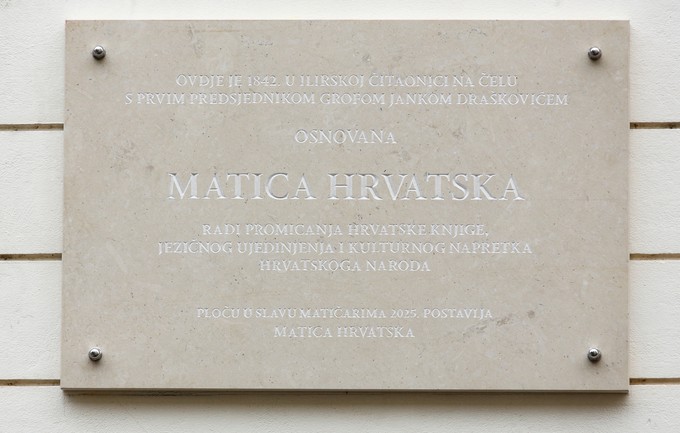 OVDJE JE 1842. U ILIRSKOJ ČITAONICI NA ČELU
S PRVIM PREDSJEDNIKOM GROFOM JANKOM DRAŠKOVIĆEM
OSNOVANA
MATICA HRVATSKA
RADI PROMICANJA HRVATSKE KNJIGE,
JEZIČNOG UJEDINJENJA I KULTURNOG NAPRETKA
HRVATSKOGA NARODA
PLOČU U SLAVU MATIČARIMA 2025. POSTAVLJA
MATICA HRVATSKA